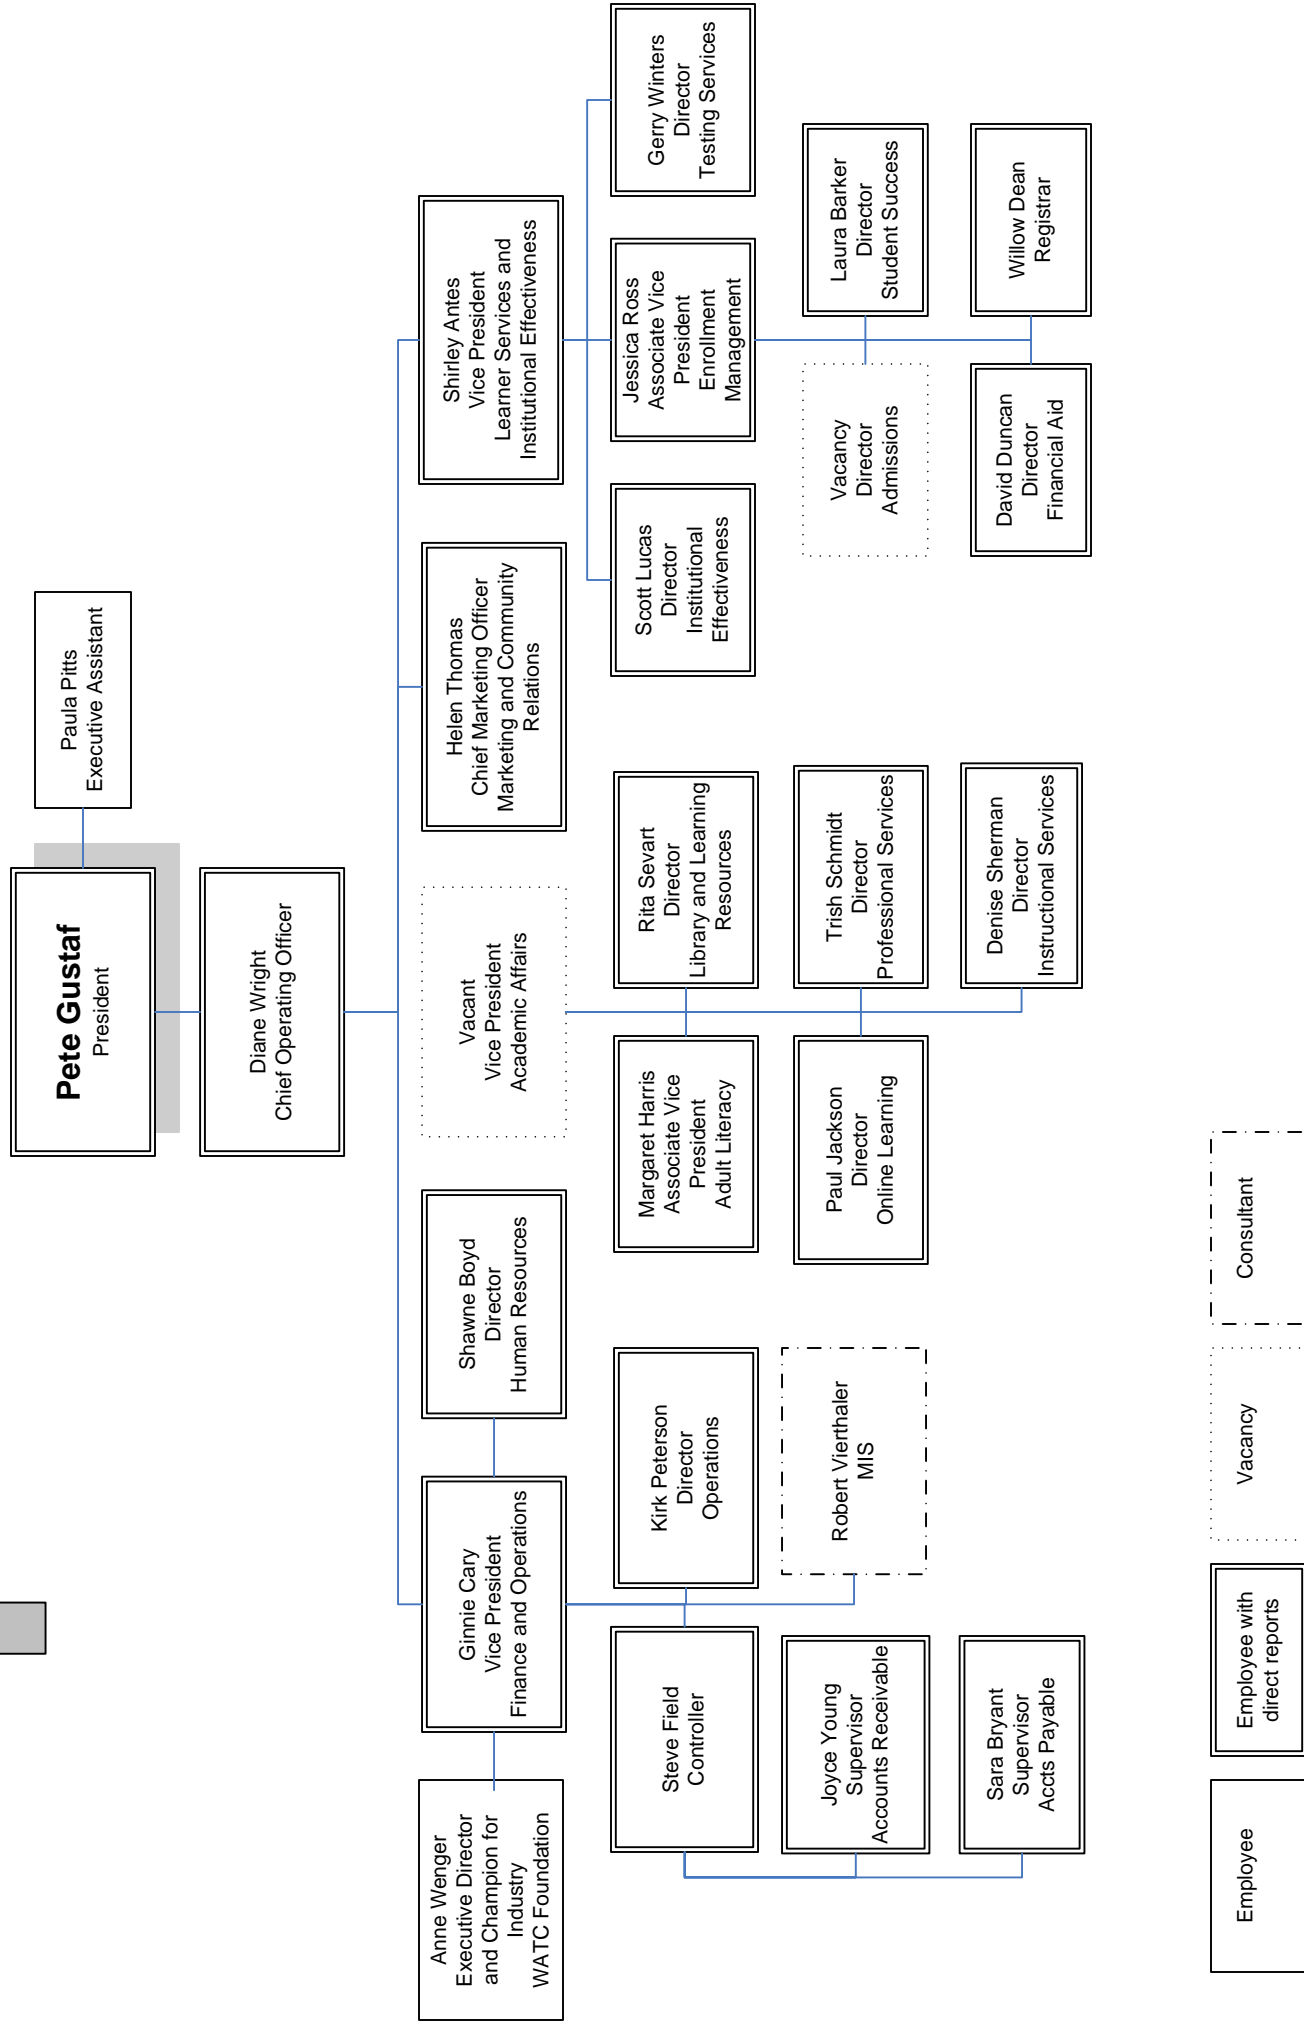 Pete Gustaf
President
Paula Pitts
Executive Assistant
Diane Wright
Chief Operating Officer
Anne Wenger
Executive Director
and Champion for
Industry
WATC Foundation
Ginnie Cary
Vice President
Finance and Operations
Shawne Boyd
Director
Human Resources
Vacant
Vice President
Academic Affairs
Helen Thomas
Chief Marketing Officer
Marketing and Community
Relations
Shirley Antes
Vice President
Learner Services and
Institutional Effectiveness
Steve Field
Controller
Kirk Peterson
Director
Operations
Margaret Harris
Associate Vice
President
Adult Literacy
Rita Sevart
Director
Library and Learning
Resources
Scott Lucas
Director
Institutional
Effectiveness
Jessica Ross
Associate Vice
President
Enrollment
Management
Gerry Winters
Director
Testing Services
Joyce Young
Supervisor
Accounts Receivable
Robert Vierthaler
MIS
Paul Jackson
Director
Online Learning
Trish Schmidt
Director
Professional Services
Vacancy
Director
Admissions
Laura Barker
Director
Student Success
Sara Bryant
Supervisor
Accts Payable
Denise Sherman
Director
Instructional Services
David Duncan
Director
Financial Aid
Willow Dean
Registrar
Employee
Employee with
direct reports
Vacancy
Consultant